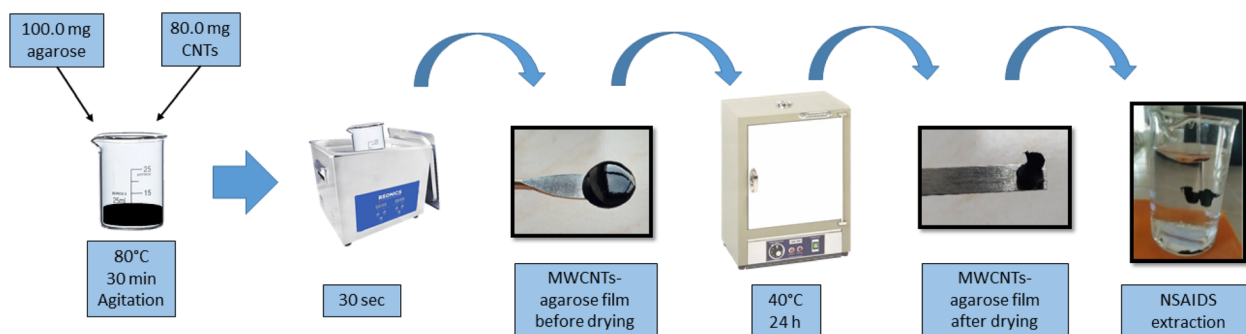 100.0 mg
agarose
80.0 mg
CNTs
25
15
25ml
80°C
30 min
Agitation
30 sec
MWCNTs-
agarose film
before drying
40°C
24 h
MWCNTs-
agarose film
after drying
NSAIDS
extraction